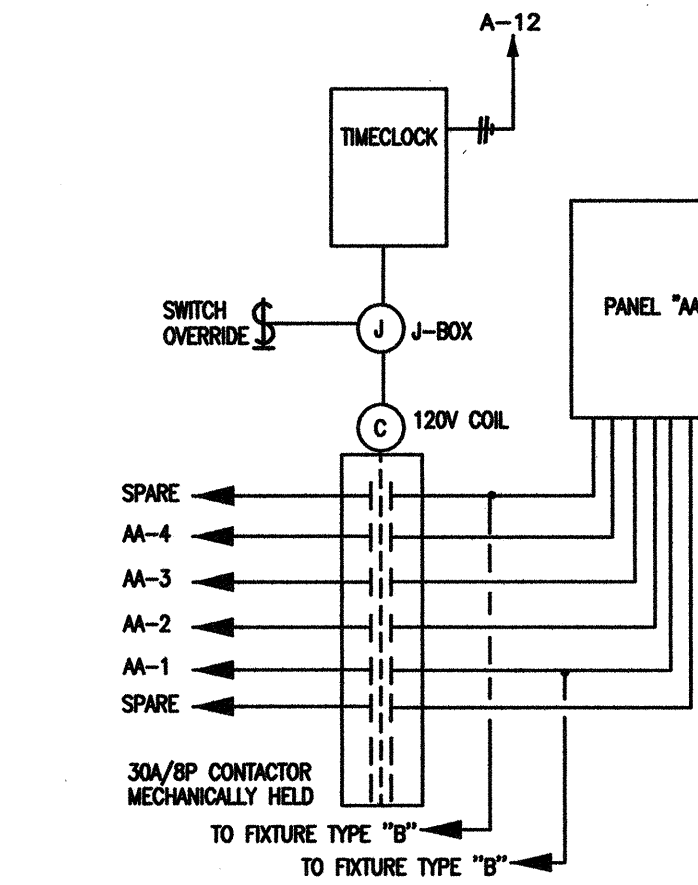 A-12
TIMECLOCK
SWITCH
OVERRIDE
J
J-BOX
PANEL "AA
C
120V COIL
SPARE
AA-4
AA-3
AA-2
AA-1
SPARE
30A/8P CONTACTOR
MECHANICALLY HELD
TO FIXTURE TYPE "B"
TO FIXTURE TYPE "B"